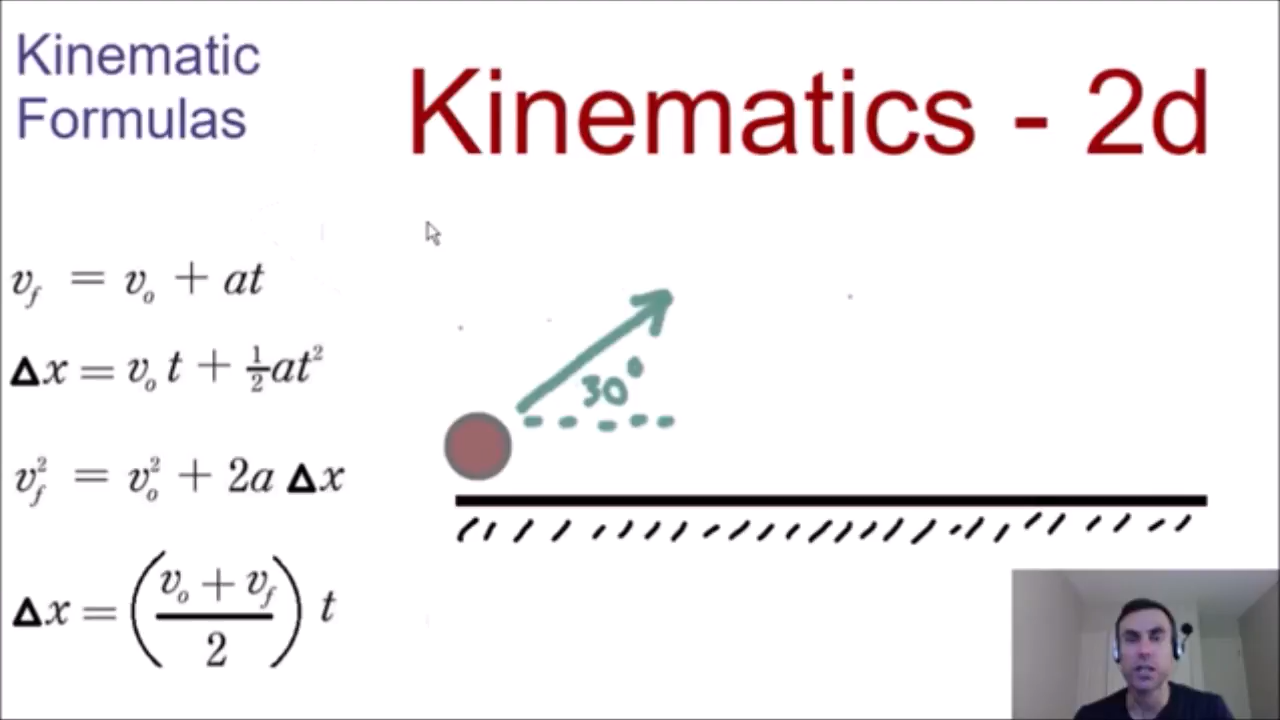 Kinematic
Formulas
Kinematics - 2d
v_f = v_o + at
Δx = v_o t + ½at²
v_f² = v_o² + 2a Δx
Δx = ((v_o + v_f)/2) t
30°